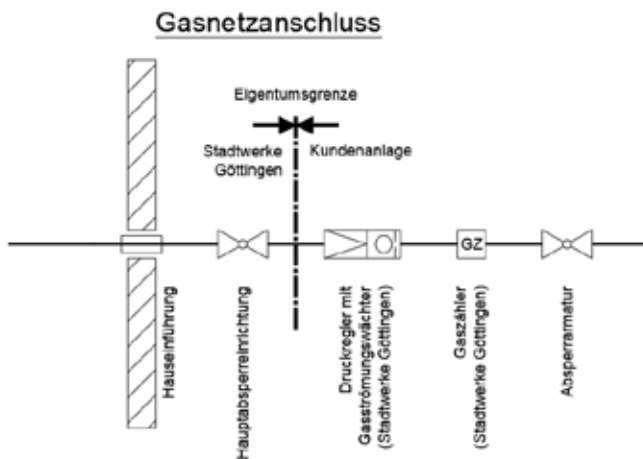 Gasnetzanschluss
Eigentumsgrenze
Stadtwerke
Göttingen
Kundenanlage
GZ
Hauseinführung
Hauptabsperreinrichtung
Druckregler mit
Gasströmungswächter
(Stadtwerke Göttingen)
Gaszähler
(Stadtwerke Göttingen)
Absperrarmatur